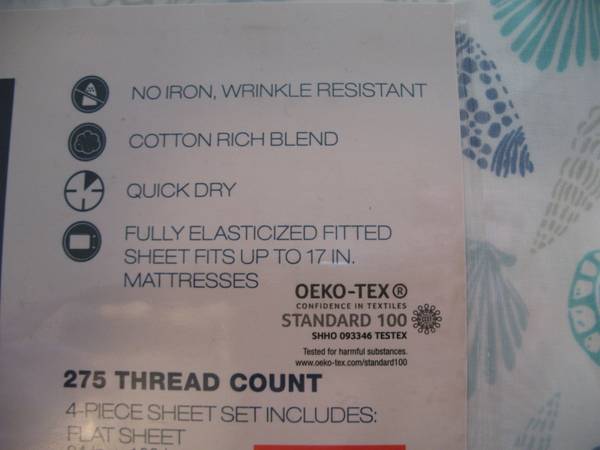 NO IRON, WRINKLE RESISTANT
COTTON RICH BLEND
QUICK DRY
FULLY ELASTICIZED FITTED
SHEET FITS UP TO 17 IN.
MATTRESSES
OEKO-TEX®
CONFIDENCE IN TEXTILES
STANDARD 100
SHHO 093346 TESTEX
Tested for harmful substances.
www.oeko-tex.com/standard100
275 THREAD COUNT
4-PIECE SHEET SET INCLUDES:
FLAT SHEET